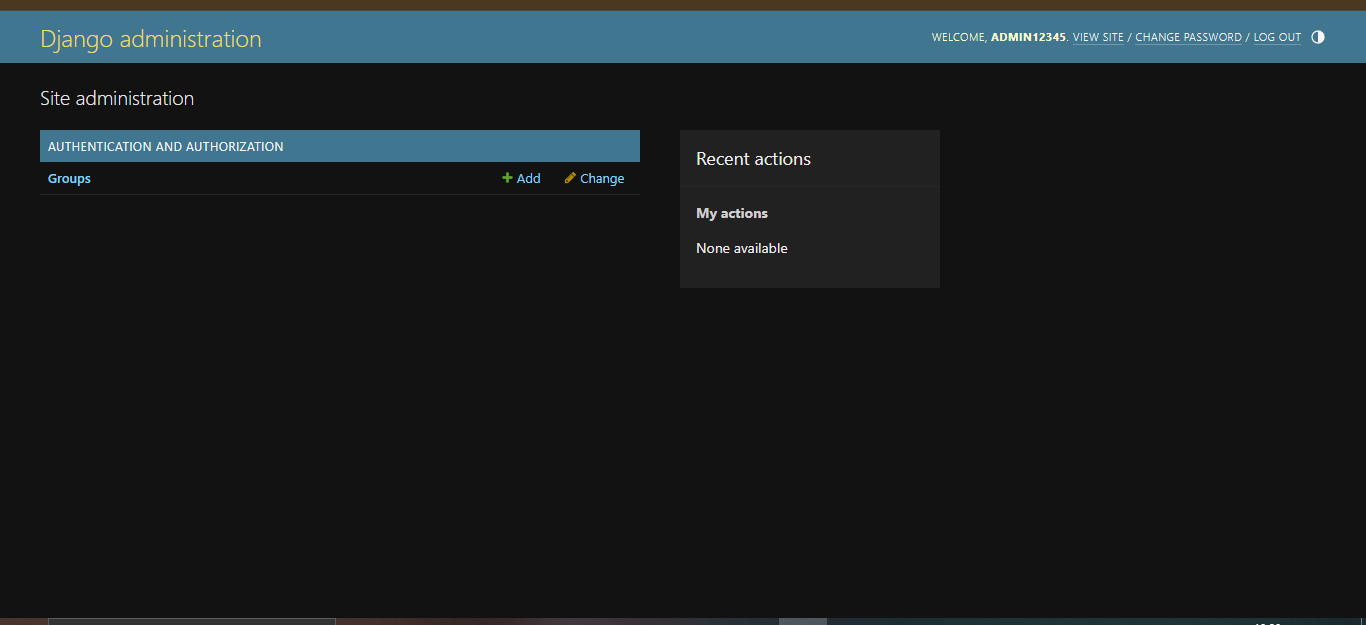 Django administration
WELCOME, ADMIN12345. VIEW SITE / CHANGE PASSWORD / LOG OUT
Site administration
AUTHENTICATION AND AUTHORIZATION
Groups Add Change
Recent actions
My actions
None available